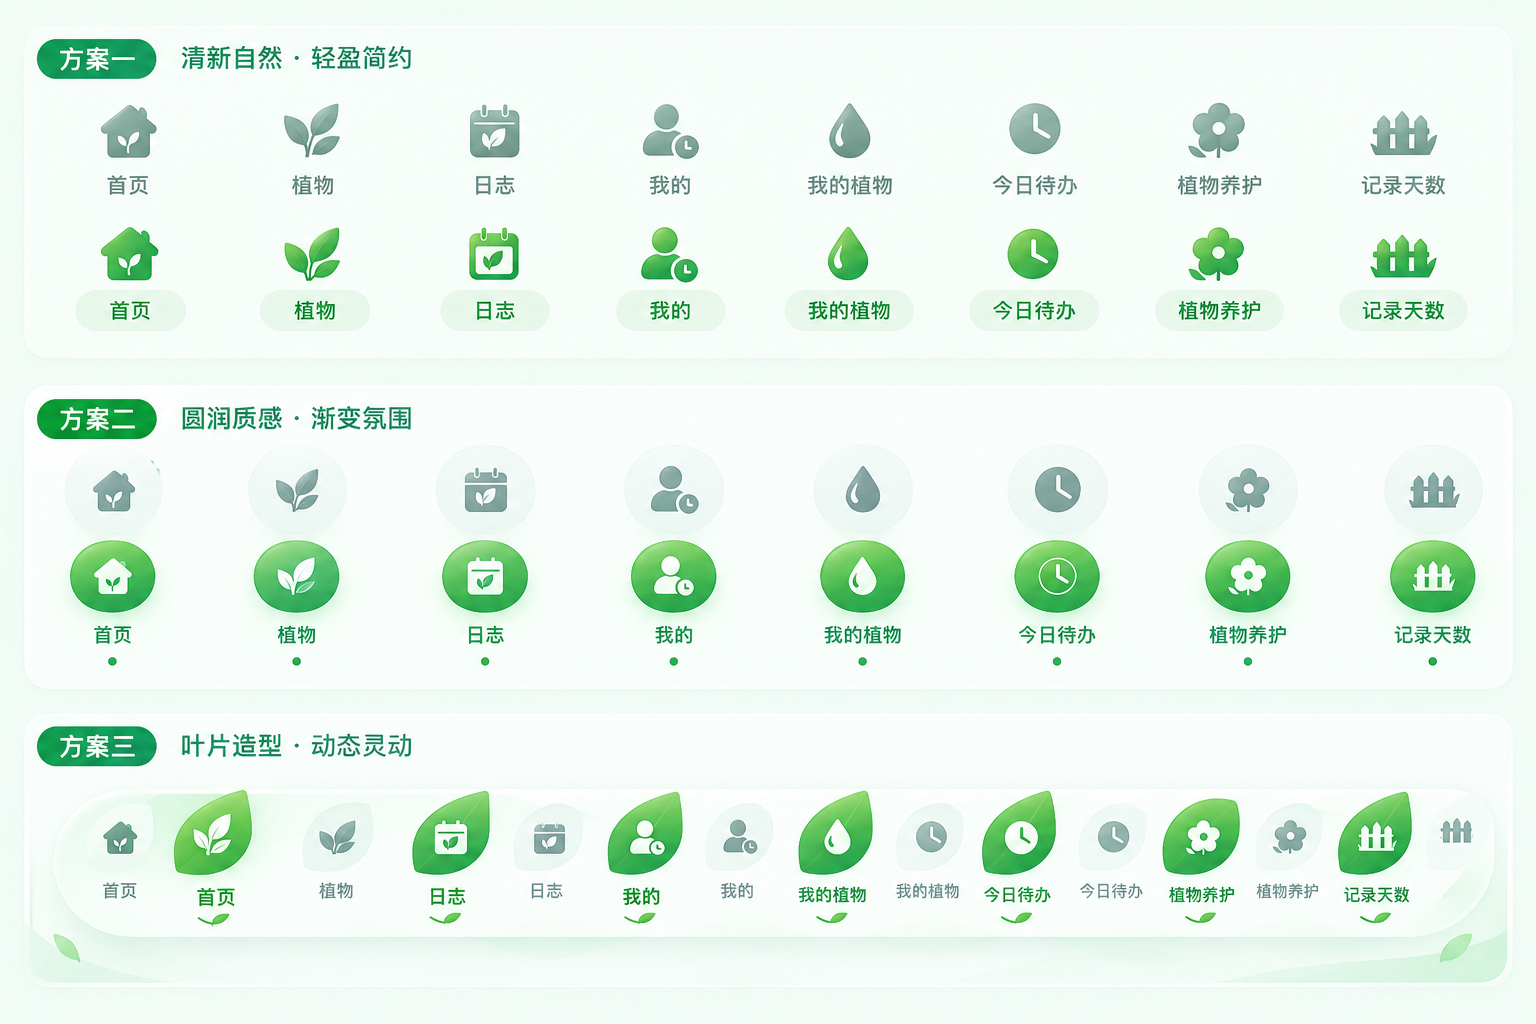 方案一 清新自然 · 轻盈简约
首页 植物 日志 我的 我的植物 今日待办 植物养护 记录天数
首页 植物 日志 我的 我的植物 今日待办 植物养护 记录天数
方案二 圆润质感 · 渐变氛围
首页 植物 日志 我的 我的植物 今日待办 植物养护 记录天数
方案三 叶片造型 · 动态灵动
首页 首页 植物 日志 日志 我的 我的 我的植物 我的植物 今日待办 今日待办 植物养护 植物养护 记录天数